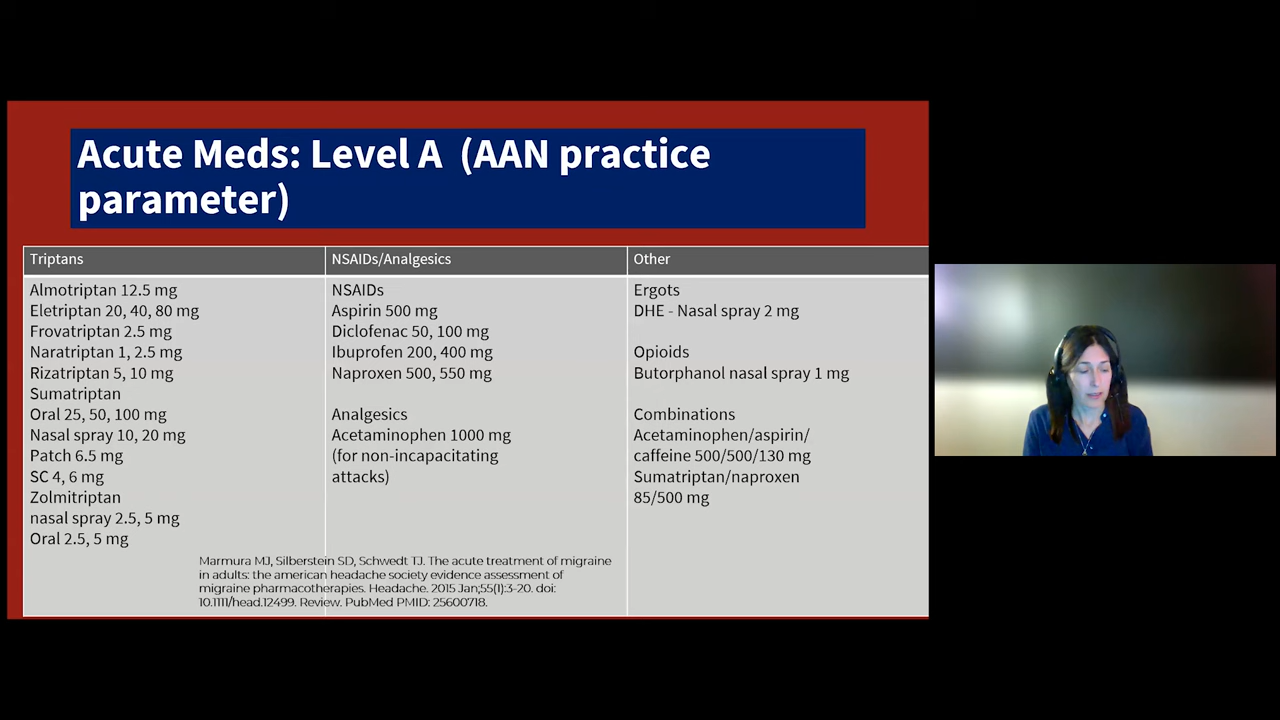 Acute Meds: Level A (AAN practice
parameter)
Triptans
Almotriptan 12.5 mg
Eletriptan 20, 40, 80 mg
Frovatriptan 2.5 mg
Naratriptan 1, 2.5 mg
Rizatriptan 5, 10 mg
Sumatriptan
Oral 25, 50, 100 mg
Nasal spray 10, 20 mg
Patch 6.5 mg
SC 4, 6 mg
Zolmitriptan
nasal spray 2.5, 5 mg
Oral 2.5, 5 mg
NSAIDs/Analgesics
NSAIDs
Aspirin 500 mg
Diclofenac 50, 100 mg
Ibuprofen 200, 400 mg
Naproxen 500, 550 mg
Analgesics
Acetaminophen 1000 mg
(for non-incapacitating
attacks)
Other
Ergots
DHE - Nasal spray 2 mg
Opioids
Butorphanol nasal spray 1 mg
Combinations
Acetaminophen/aspirin/
caffeine 500/500/130 mg
Sumatriptan/naproxen
85/500 mg
Marmura MJ, Silberstein SD, Schwedt TJ. The acute treatment of migraine
in adults: the american headache society evidence assessment of
migraine pharmacotherapies. Headache. 2015 Jan;55(1):3-20. doi:
10.1111/head.12499. Review. PubMed PMID: 25600718.